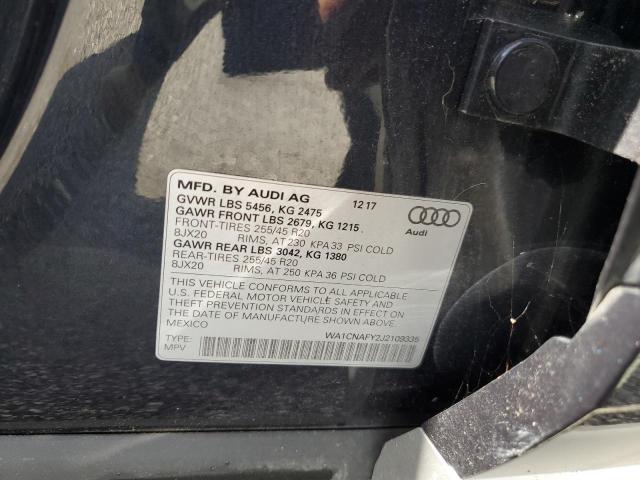 MFD. BY AUDI AG 12 17
GVWR LBS 5456, KG 2475
GAWR FRONT LBS 2679, KG 1215
FRONT-TIRES 255/45 R20
8JX20 RIMS, AT 230 KPA 33 PSI COLD
GAWR REAR LBS 3042, KG 1380
REAR-TIRES 255/45 R20
8JX20 RIMS, AT 250 KPA 36 PSI COLD
Audi
THIS VEHICLE CONFORMS TO ALL APPLICABLE
U.S. FEDERAL MOTOR VEHICLE SAFETY AND
THEFT PREVENTION STANDARDS IN EFFECT ON
THE DATE OF MANUFACTURE SHOWN ABOVE.
MEXICO
WA1CNAFY2J2109335
TYPE:
MPV